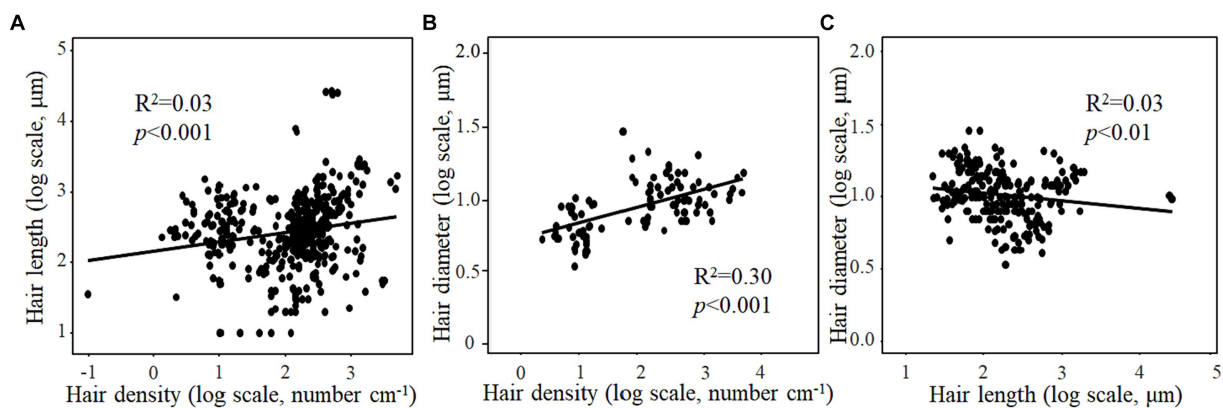 A
Hair length (log scale, μm)
5
4
3
2
1
R²=0.03
p<0.001
-1 0 1 2 3
Hair density (log scale, number cm⁻¹)
B
Hair diameter (log scale, μm)
2.0
1.5
1.0
0.5
0
R²=0.30
p<0.001
0 1 2 3 4
Hair density (log scale, number cm⁻¹)
C
Hair diameter (log scale, μm)
2.0
1.5
1.0
0.5
0.0
R²=0.03
p<0.01
1 2 3 4 5
Hair length (log scale, μm)